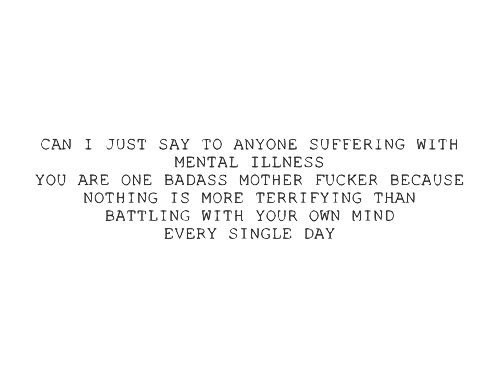 CAN I JUST SAY TO ANYONE SUFFERING WITH
MENTAL ILLNESS
YOU ARE ONE BADASS MOTHER FUCKER BECAUSE
NOTHING IS MORE TERRIFYING THAN
BATTLING WITH YOUR OWN MIND
EVERY SINGLE DAY